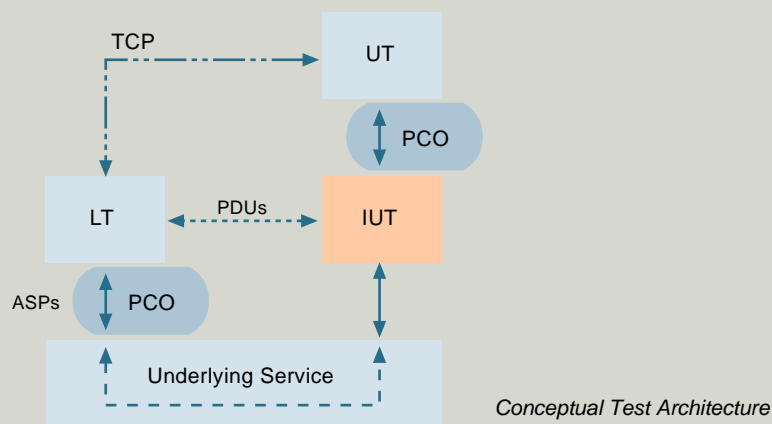 TCP
UT
PCO
LT
PDUs
IUT
ASPs
PCO
Underlying Service
Conceptual Test Architecture